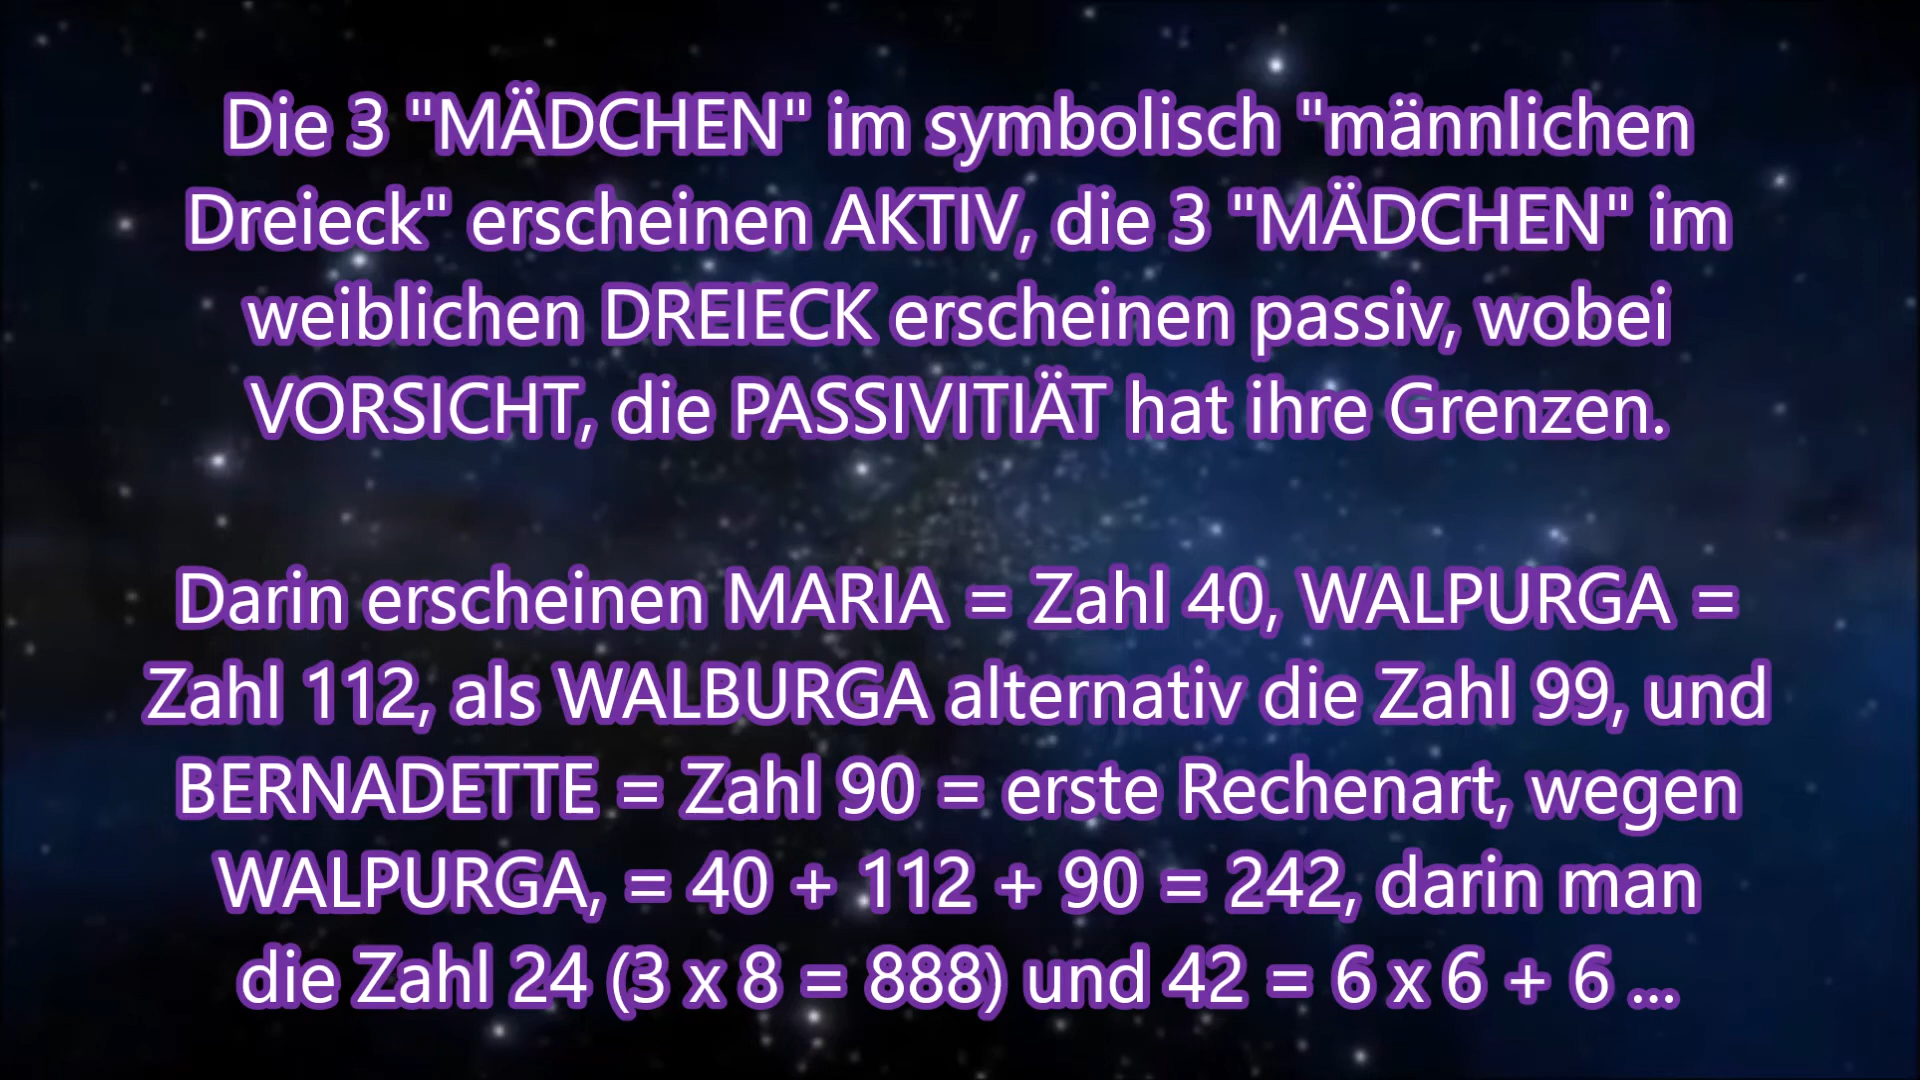 Die 3 "MÄDCHEN" im symbolisch "männlichen
Dreieck" erscheinen AKTIV, die 3 "MÄDCHEN" im
weiblichen DREIECK erscheinen passiv, wobei
VORSICHT, die PASSIVITIÄT hat ihre Grenzen.
Darin erscheinen MARIA = Zahl 40, WALPURGA =
Zahl 112, als WALBURGA alternativ die Zahl 99, und
BERNADETTE = Zahl 90 = erste Rechenart, wegen
WALPURGA, = 40 + 112 + 90 = 242, darin man
die Zahl 24 (3 x 8 = 888) und 42 = 6 x 6 + 6 ...